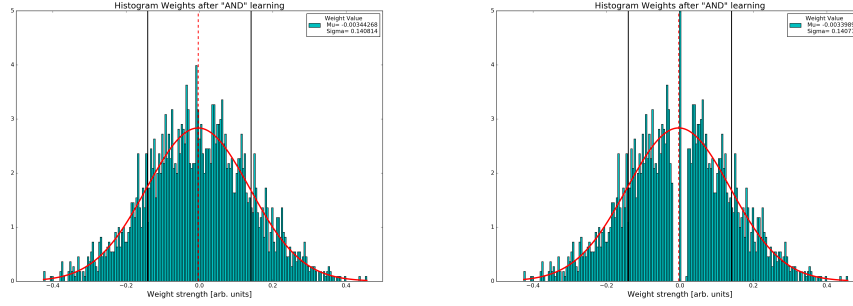 Histogram Weights after "AND" learning
Weight Value
Mu= -0.00344268
Sigma= 0.140814
5
4
3
2
1
0
−0.4
−0.2
0.0
0.2
0.4
Weight strength [arb. units]
Histogram Weights after "AND" learning
Weight Value
Mu= -0.0033989
Sigma= 0.14077
5
4
3
2
1
0
−0.4
−0.2
0.0
0.2
0.4
Weight strength [arb. units]